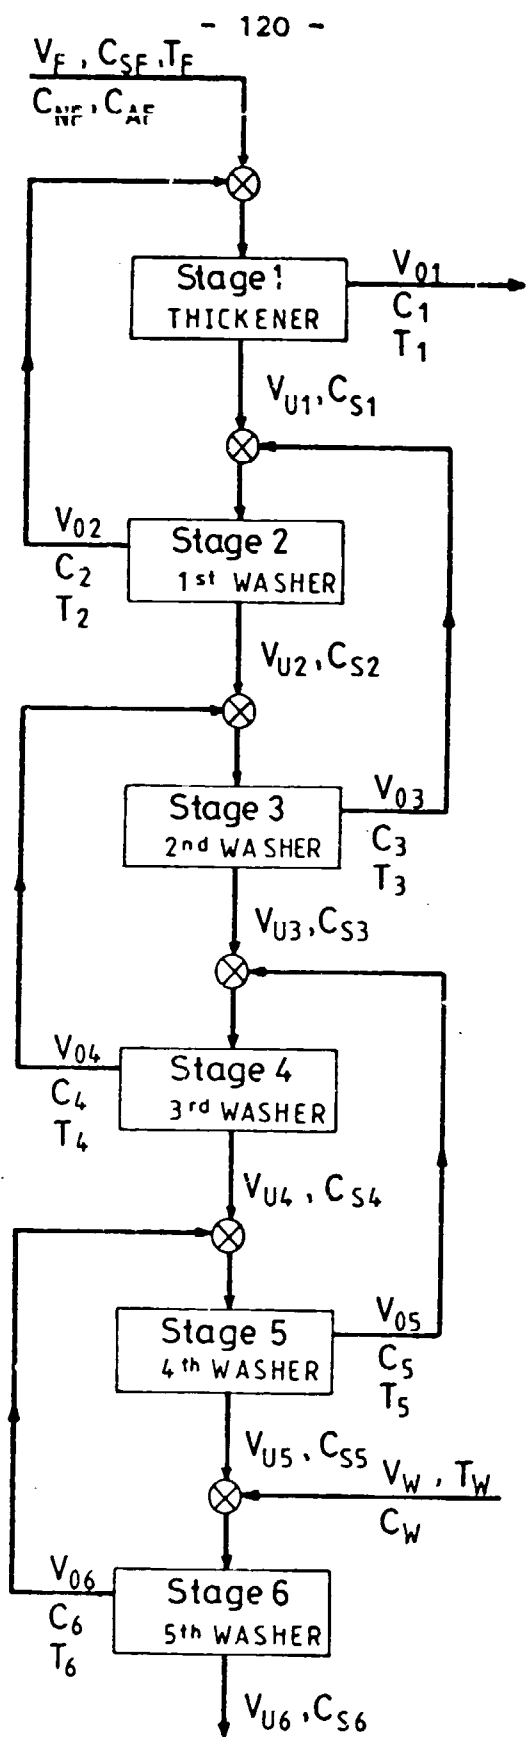 - 120 -
V_F , C_SF , T_F
C_NF , C_AF
Stage 1
THICKENER
V_01
C_1
T_1
V_U1 , C_S1
V_02
C_2
T_2
Stage 2
1st WASHER
V_U2 , C_S2
Stage 3
2nd WASHER
V_03
C_3
T_3
V_U3 , C_S3
V_04
C_4
T_4
Stage 4
3rd WASHER
V_U4 , C_S4
Stage 5
4th WASHER
V_05
C_5
T_5
V_U5 , C_S5
V_W , T_W
C_W
V_06
C_6
T_6
Stage 6
5th WASHER
V_U6 , C_S6